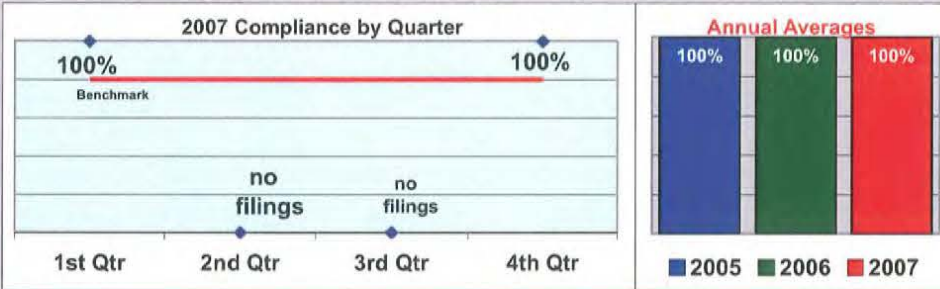 2007 Compliance by Quarter
100%
100%
Benchmark
no
filings
no
filings
1st Qtr
2nd Qtr
3rd Qtr
4th Qtr
Annual Averages
100%
100%
100%
2005
2006
2007